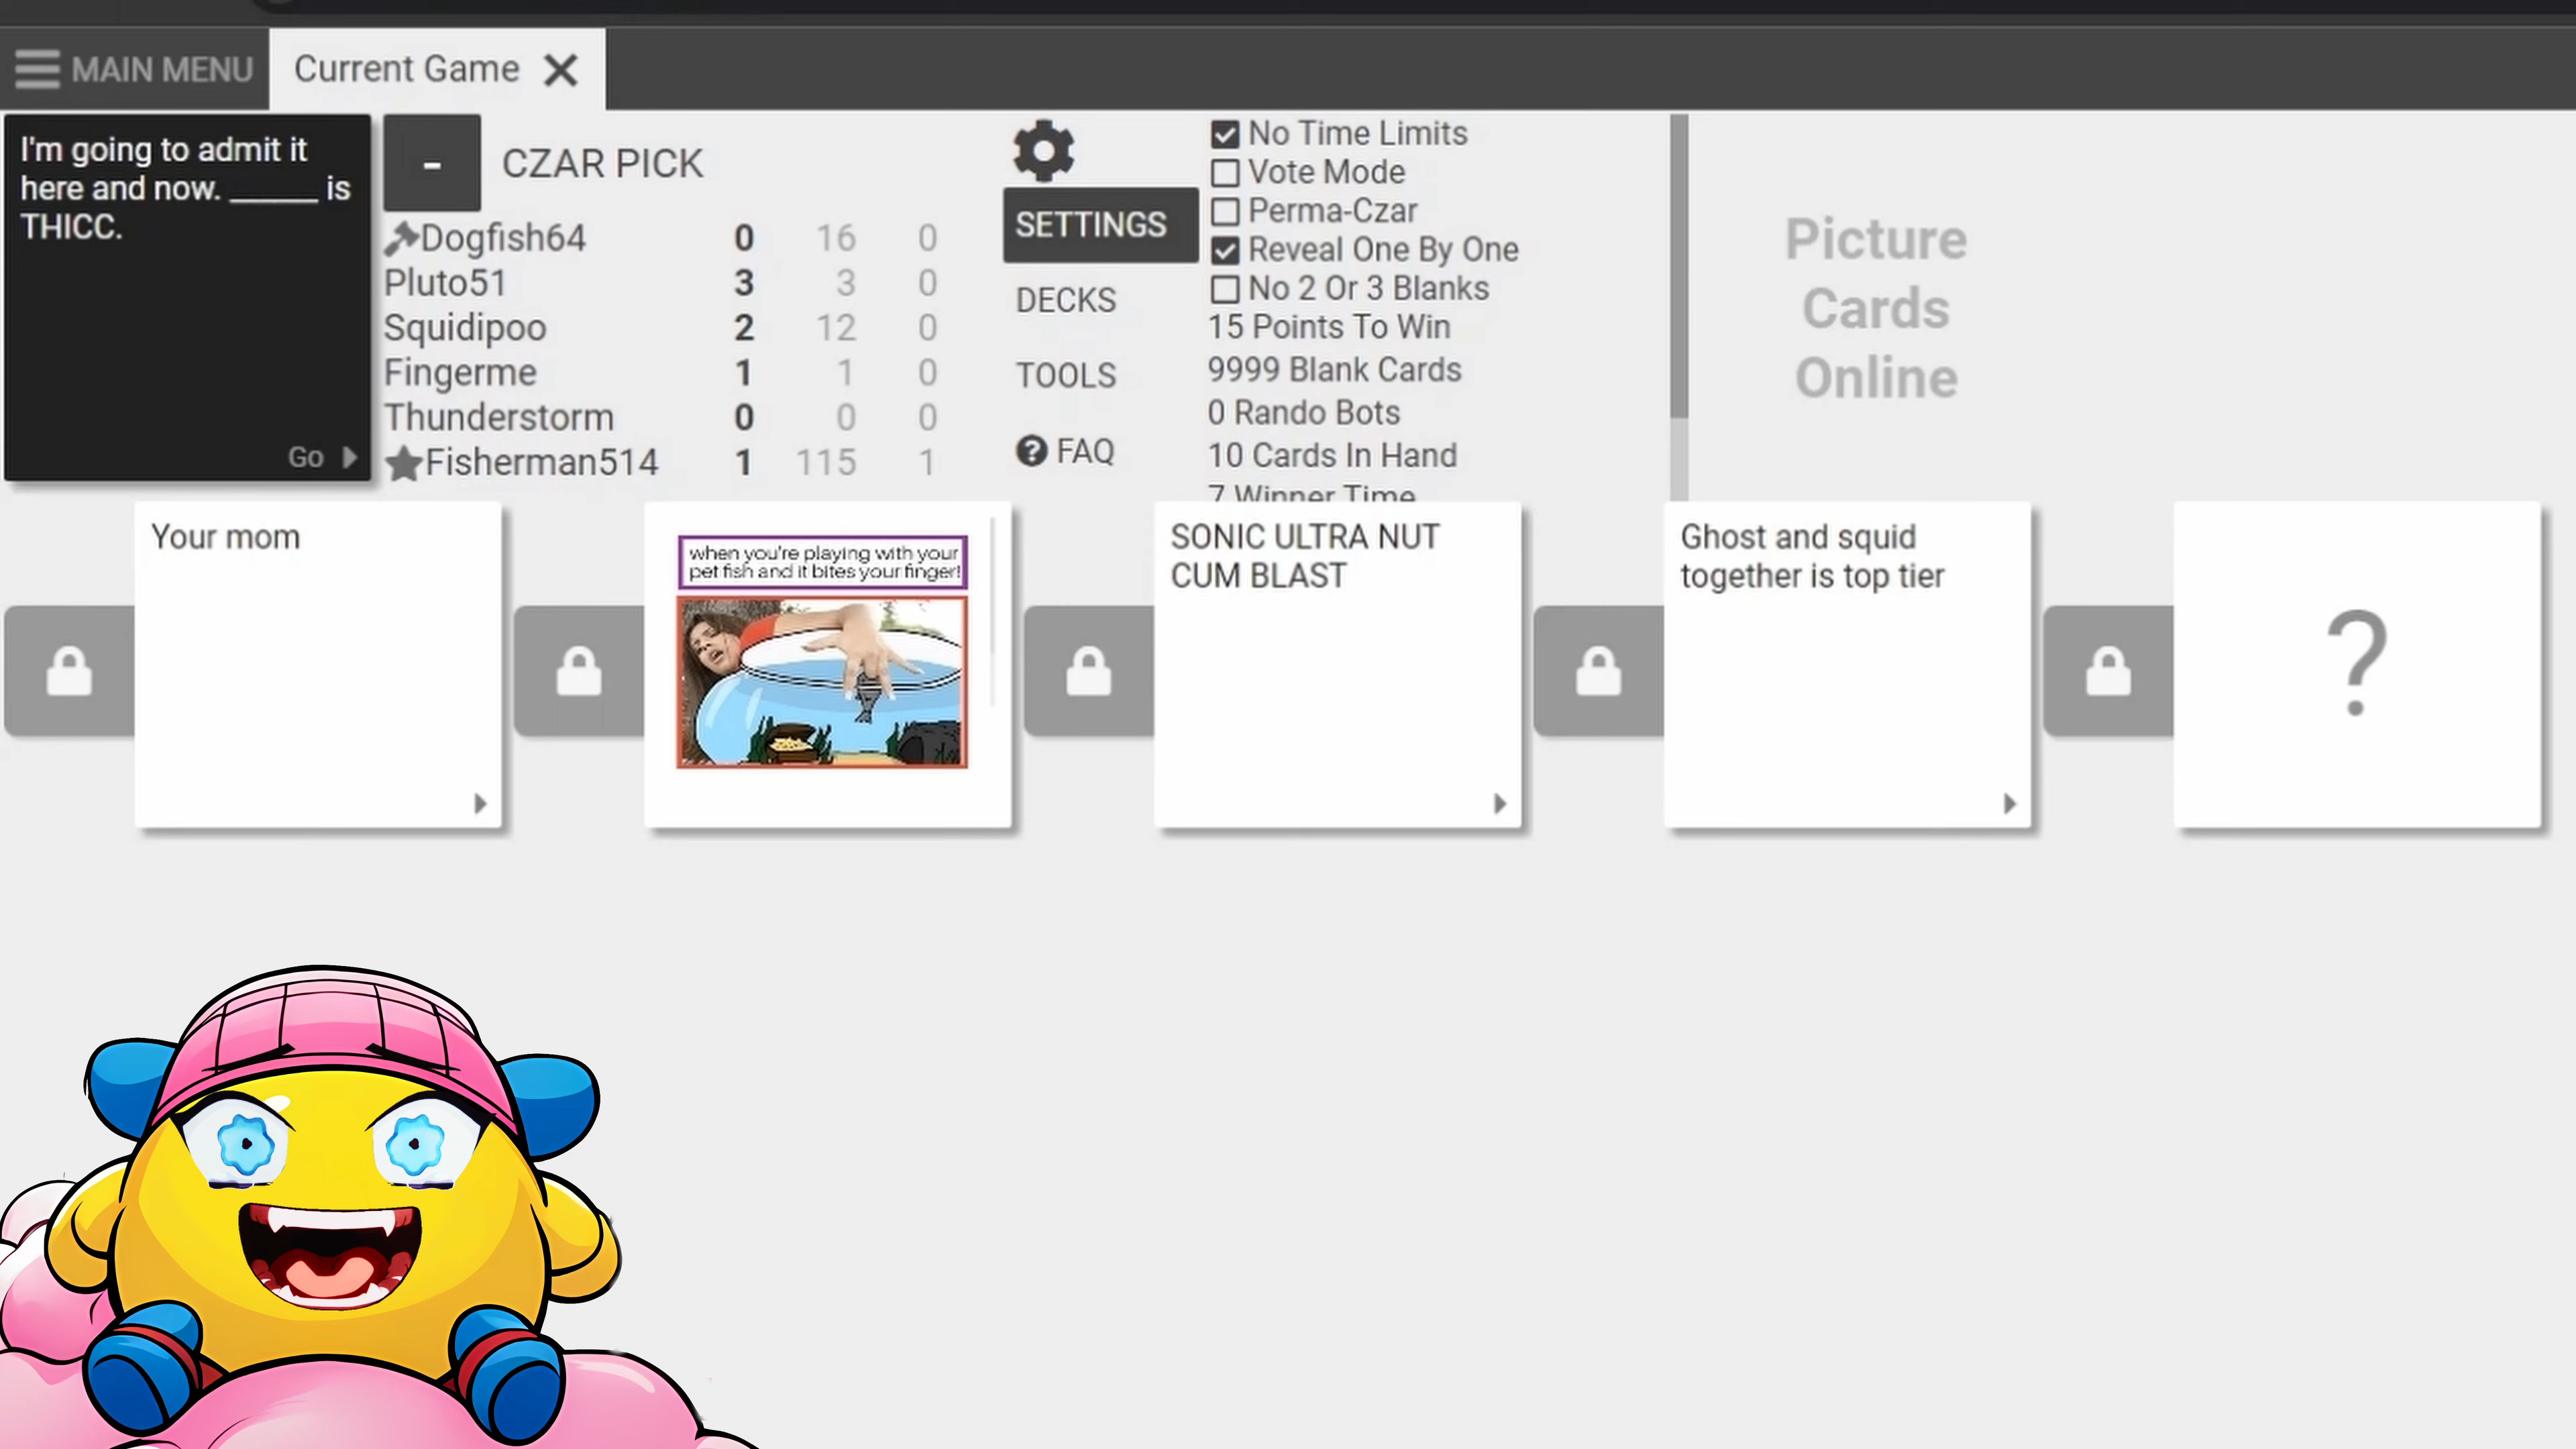 MAIN MENU
Current Game
I'm going to admit it
here and now. ______ is
THICC.
Go
-
CZAR PICK
Dogfish64 0 16 0
Pluto51 3 3 0
Squidipoo 2 12 0
Fingerme 1 1 0
Thunderstorm 0 0 0
Fisherman514 1 115 1
SETTINGS
DECKS
TOOLS
? FAQ
No Time Limits
Vote Mode
Perma-Czar
Reveal One By One
No 2 Or 3 Blanks
15 Points To Win
9999 Blank Cards
0 Rando Bots
10 Cards In Hand
7 Winner Time
Picture
Cards
Online
Your mom
when you're playing with your
pet fish and it bites your finger!
SONIC ULTRA NUT
CUM BLAST
Ghost and squid
together is top tier
?